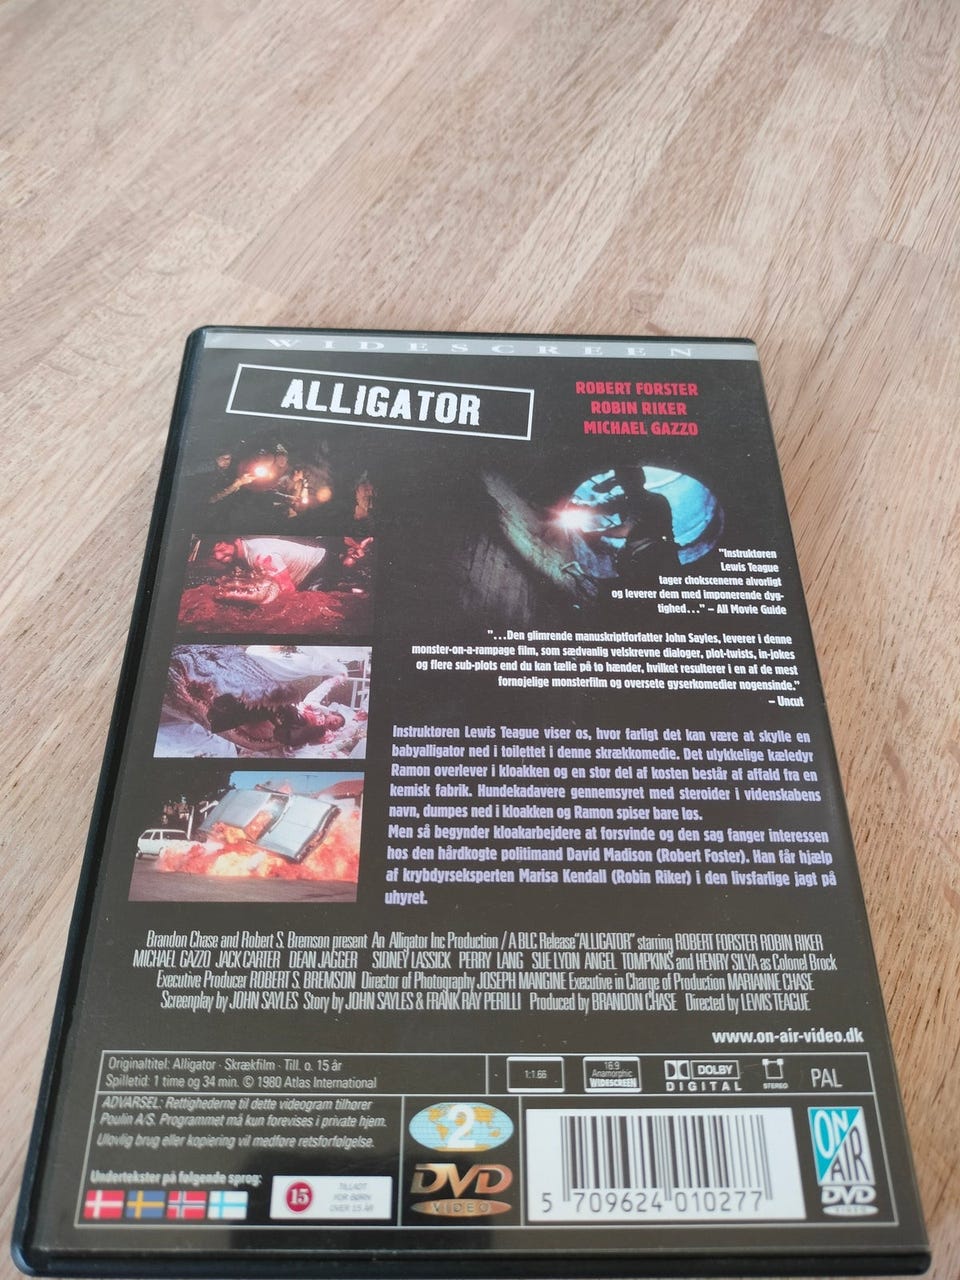 WIDESCREEN
ALLIGATOR
ROBERT FORSTER
ROBIN RIKER
MICHAEL GAZZO
"Instruktøren
Lewis Teague
tager chokscenerne alvorligt
og leverer dem med imponerende dyg-
tighed..." – All Movie Guide
"...Den glimrende manuskriptforfatter John Sayles, leverer i denne
monster-on-a-rampage film, som sædvanlig velskrevne dialoger, plot-twists, in-jokes
og flere sub-plots end du kan tælle på to hænder, hvilket resulterer i en af de mest
fornøjelige monsterfilm og oversete gyserkomedier nogensinde."
– Uncut
Instruktøren Lewis Teague viser os, hvor farligt det kan være at skylle en
babyalligator ned i toilettet i denne skrækkomedie. Det ulykkelige kæledyr
Ramon overlever i kloakken og en stor del af kosten består af affald fra en
kemisk fabrik. Hundekadavere gennemsyret med steroider i videnskabens
navn, dumpes ned i kloakken og Ramon spiser bare løs.
Men så begynder kloakarbejdere at forsvinde og den sag fanger interessen
hos den hårdkogte politimand David Madison (Robert Foster). Han får hjælp
af krybdyrseksperten Marisa Kendall (Robin Riker) i den livsfarlige jagt på
uhyret.
Brandon Chase and Robert S. Bremson present An Alligator Inc Production / A BLC Release "ALLIGATOR" starring ROBERT FORSTER ROBIN RIKER
MICHAEL GAZZO JACK CARTER DEAN JAGGER SIDNEY LASSICK PERRY LANG SUE LYON ANGEL TOMPKINS and HENRY SILVA as Colonel Brock
Executive Producer ROBERT S. BREMSON Director of Photography JOSEPH MANGINE Executive in Charge of Production MARIANNE CHASE
Screenplay by JOHN SAYLES Story by JOHN SAYLES & FRANK RAY PERILLI Produced by BRANDON CHASE Directed by LEWIS TEAGUE
www.on-air-video.dk
Originaltitel: Alligator · Skrækfilm · Till. o. 15 år
Spilletid: 1 time og 34 min. © 1980 Atlas International
1:1.66
16:9
Anamorphic
WIDESCREEN
DOLBY
DIGITAL
STEREO
PAL
ADVARSEL: Rettighederne til dette videogram tilhører
Poulin A/S. Programmet må kun forevises i private hjem.
Ulovlig brug eller kopiering vil medføre retsforfølgelse.
Undertekster på følgende sprog:
15
TILLADT
FOR BØRN
OVER 15 ÅR
2
DVD
VIDEO
5 709624 010277
ON
AIR
DVD
VIDEO